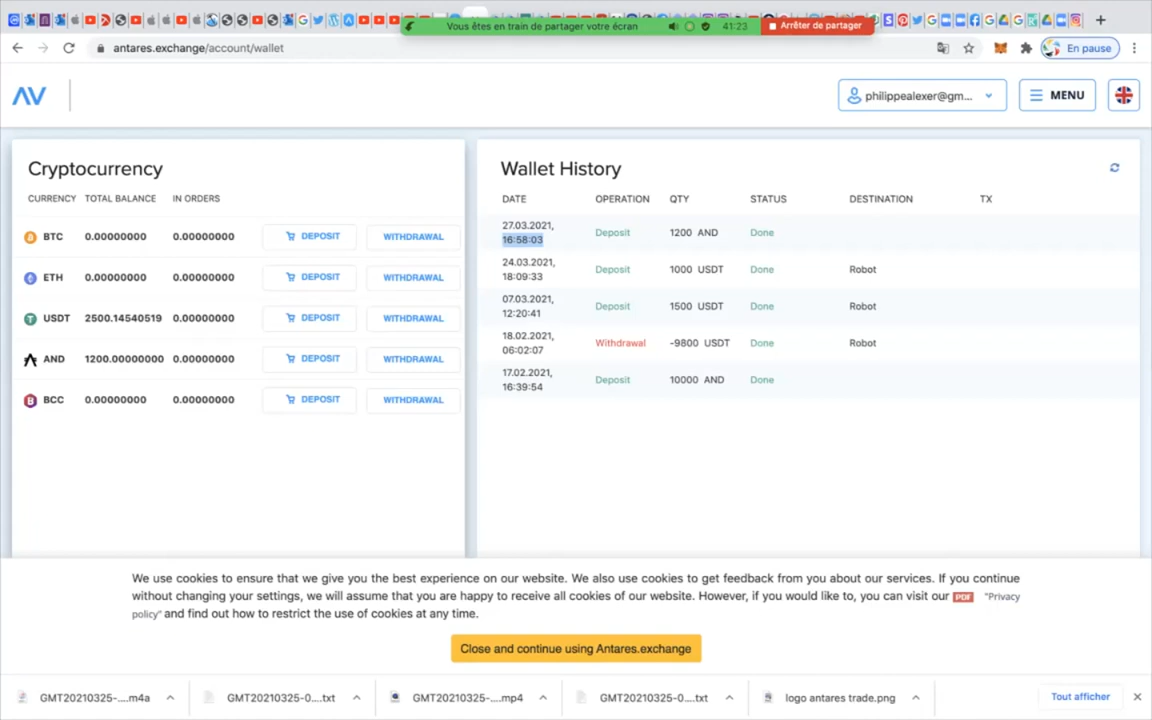 Vous êtes en train de partager votre écran
41:23
Arrêter de partager
antares.exchange/account/wallet
En pause
AV
philippealexer@gm...
MENU
Cryptocurrency
CURRENCY TOTAL BALANCE IN ORDERS
BTC 0.00000000 0.00000000 DEPOSIT WITHDRAWAL
ETH 0.00000000 0.00000000 DEPOSIT WITHDRAWAL
USDT 2500.14540519 0.00000000 DEPOSIT WITHDRAWAL
AND 1200.00000000 0.00000000 DEPOSIT WITHDRAWAL
BCC 0.00000000 0.00000000 DEPOSIT WITHDRAWAL
Wallet History
DATE OPERATION QTY STATUS DESTINATION TX
27.03.2021,
16:58:03 Deposit 1200 AND Done
24.03.2021,
18:09:33 Deposit 1000 USDT Done Robot
07.03.2021,
12:20:41 Deposit 1500 USDT Done Robot
18.02.2021,
06:02:07 Withdrawal -9800 USDT Done Robot
17.02.2021,
16:39:54 Deposit 10000 AND Done
We use cookies to ensure that we give you the best experience on our website. We also use cookies to get feedback from you about our services. If you continue
without changing your settings, we will assume that you are happy to receive all cookies of our website. However, if you would like to, you can visit our PDF "Privacy
policy" and find out how to restrict the use of cookies at any time.
Close and continue using Antares.exchange
GMT20210325-....m4a
GMT20210325-0....txt
GMT20210325-....mp4
GMT20210325-0....txt
logo antares trade.png
Tout afficher